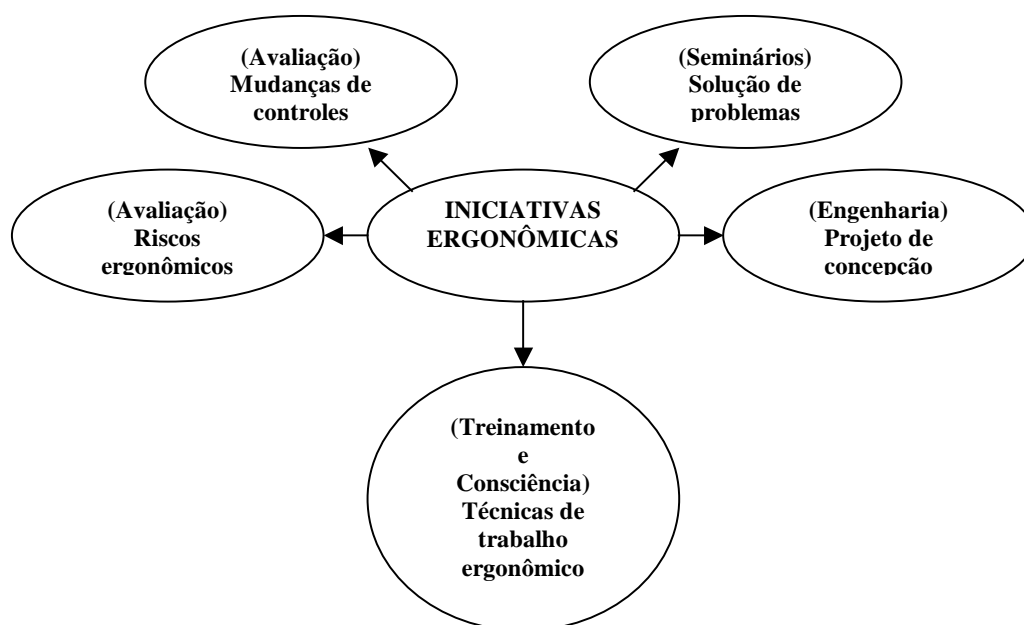 (Avaliação)
Mudanças de
controles
(Seminários)
Solução de
problemas
(Avaliação)
Riscos
ergonômicos
INICIATIVAS
ERGONÔMICAS
(Engenharia)
Projeto de
concepção
(Treinamento
e
Consciência)
Técnicas de
trabalho
ergonômico